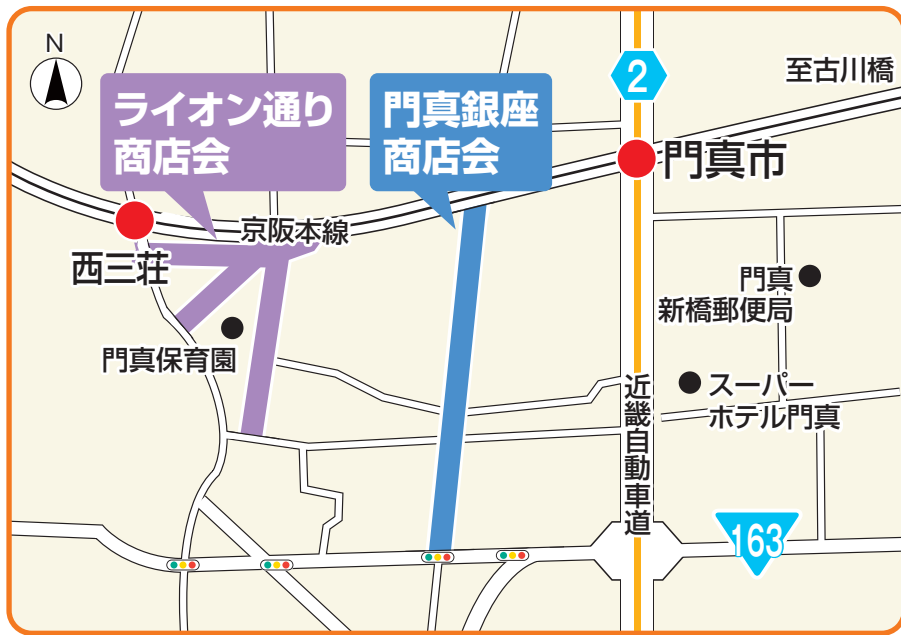 N
ライオン通り
商店会
門真銀座
商店会
2
至古川橋
門真市
京阪本線
西三荘
門真
新橋郵便局
門真保育園
スーパー
ホテル門真
近畿自動車道
163